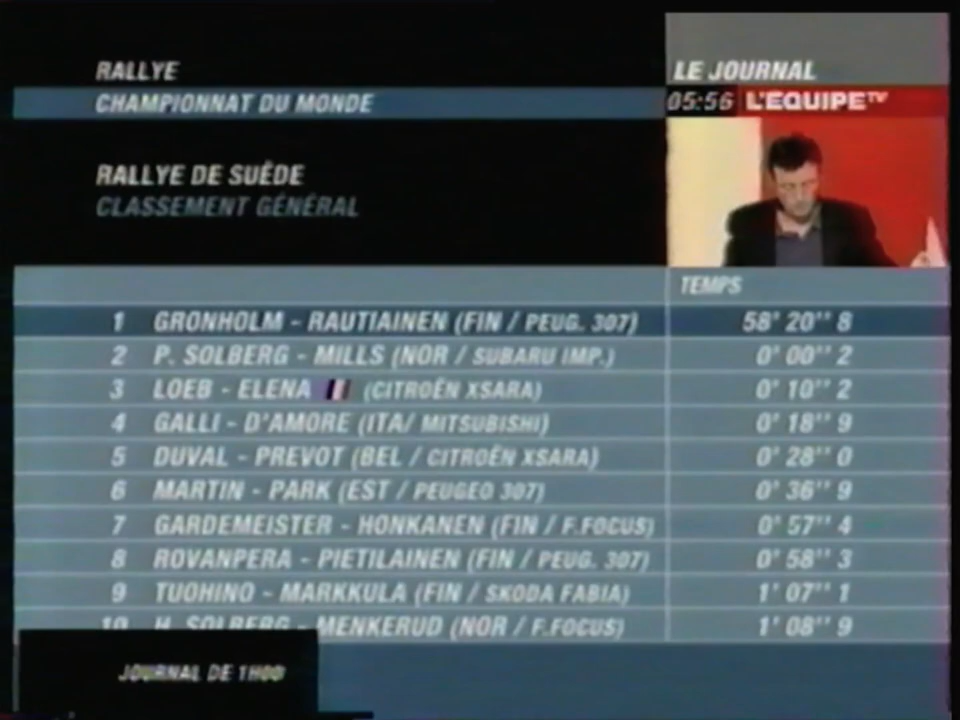 RALLYE
LE JOURNAL
CHAMPIONNAT DU MONDE
05:56 L'EQUIPE TV
RALLYE DE SUÈDE
CLASSEMENT GÉNÉRAL
TEMPS
1 GRONHOLM - RAUTIAINEN (FIN / PEUG. 307) 58' 20'' 8
2 P. SOLBERG - MILLS (NOR / SUBARU IMP.) 0' 00'' 2
3 LOEB - ELENA (CITROËN XSARA) 0' 10'' 2
4 GALLI - D'AMORE (ITA/ MITSUBISHI) 0' 18'' 9
5 DUVAL - PREVOT (BEL / CITROËN XSARA) 0' 28'' 0
6 MARTIN - PARK (EST / PEUGEO 307) 0' 36'' 9
7 GARDEMEISTER - HONKANEN (FIN / F.FOCUS) 0' 57'' 4
8 ROVANPERA - PIETILAINEN (FIN / PEUG. 307) 0' 58'' 3
9 TUOHINO - MARKKULA (FIN / SKODA FABIA) 1' 07'' 1
10 H. SOLBERG - MENKERUD (NOR / F.FOCUS) 1' 08'' 9
JOURNAL DE 1H00